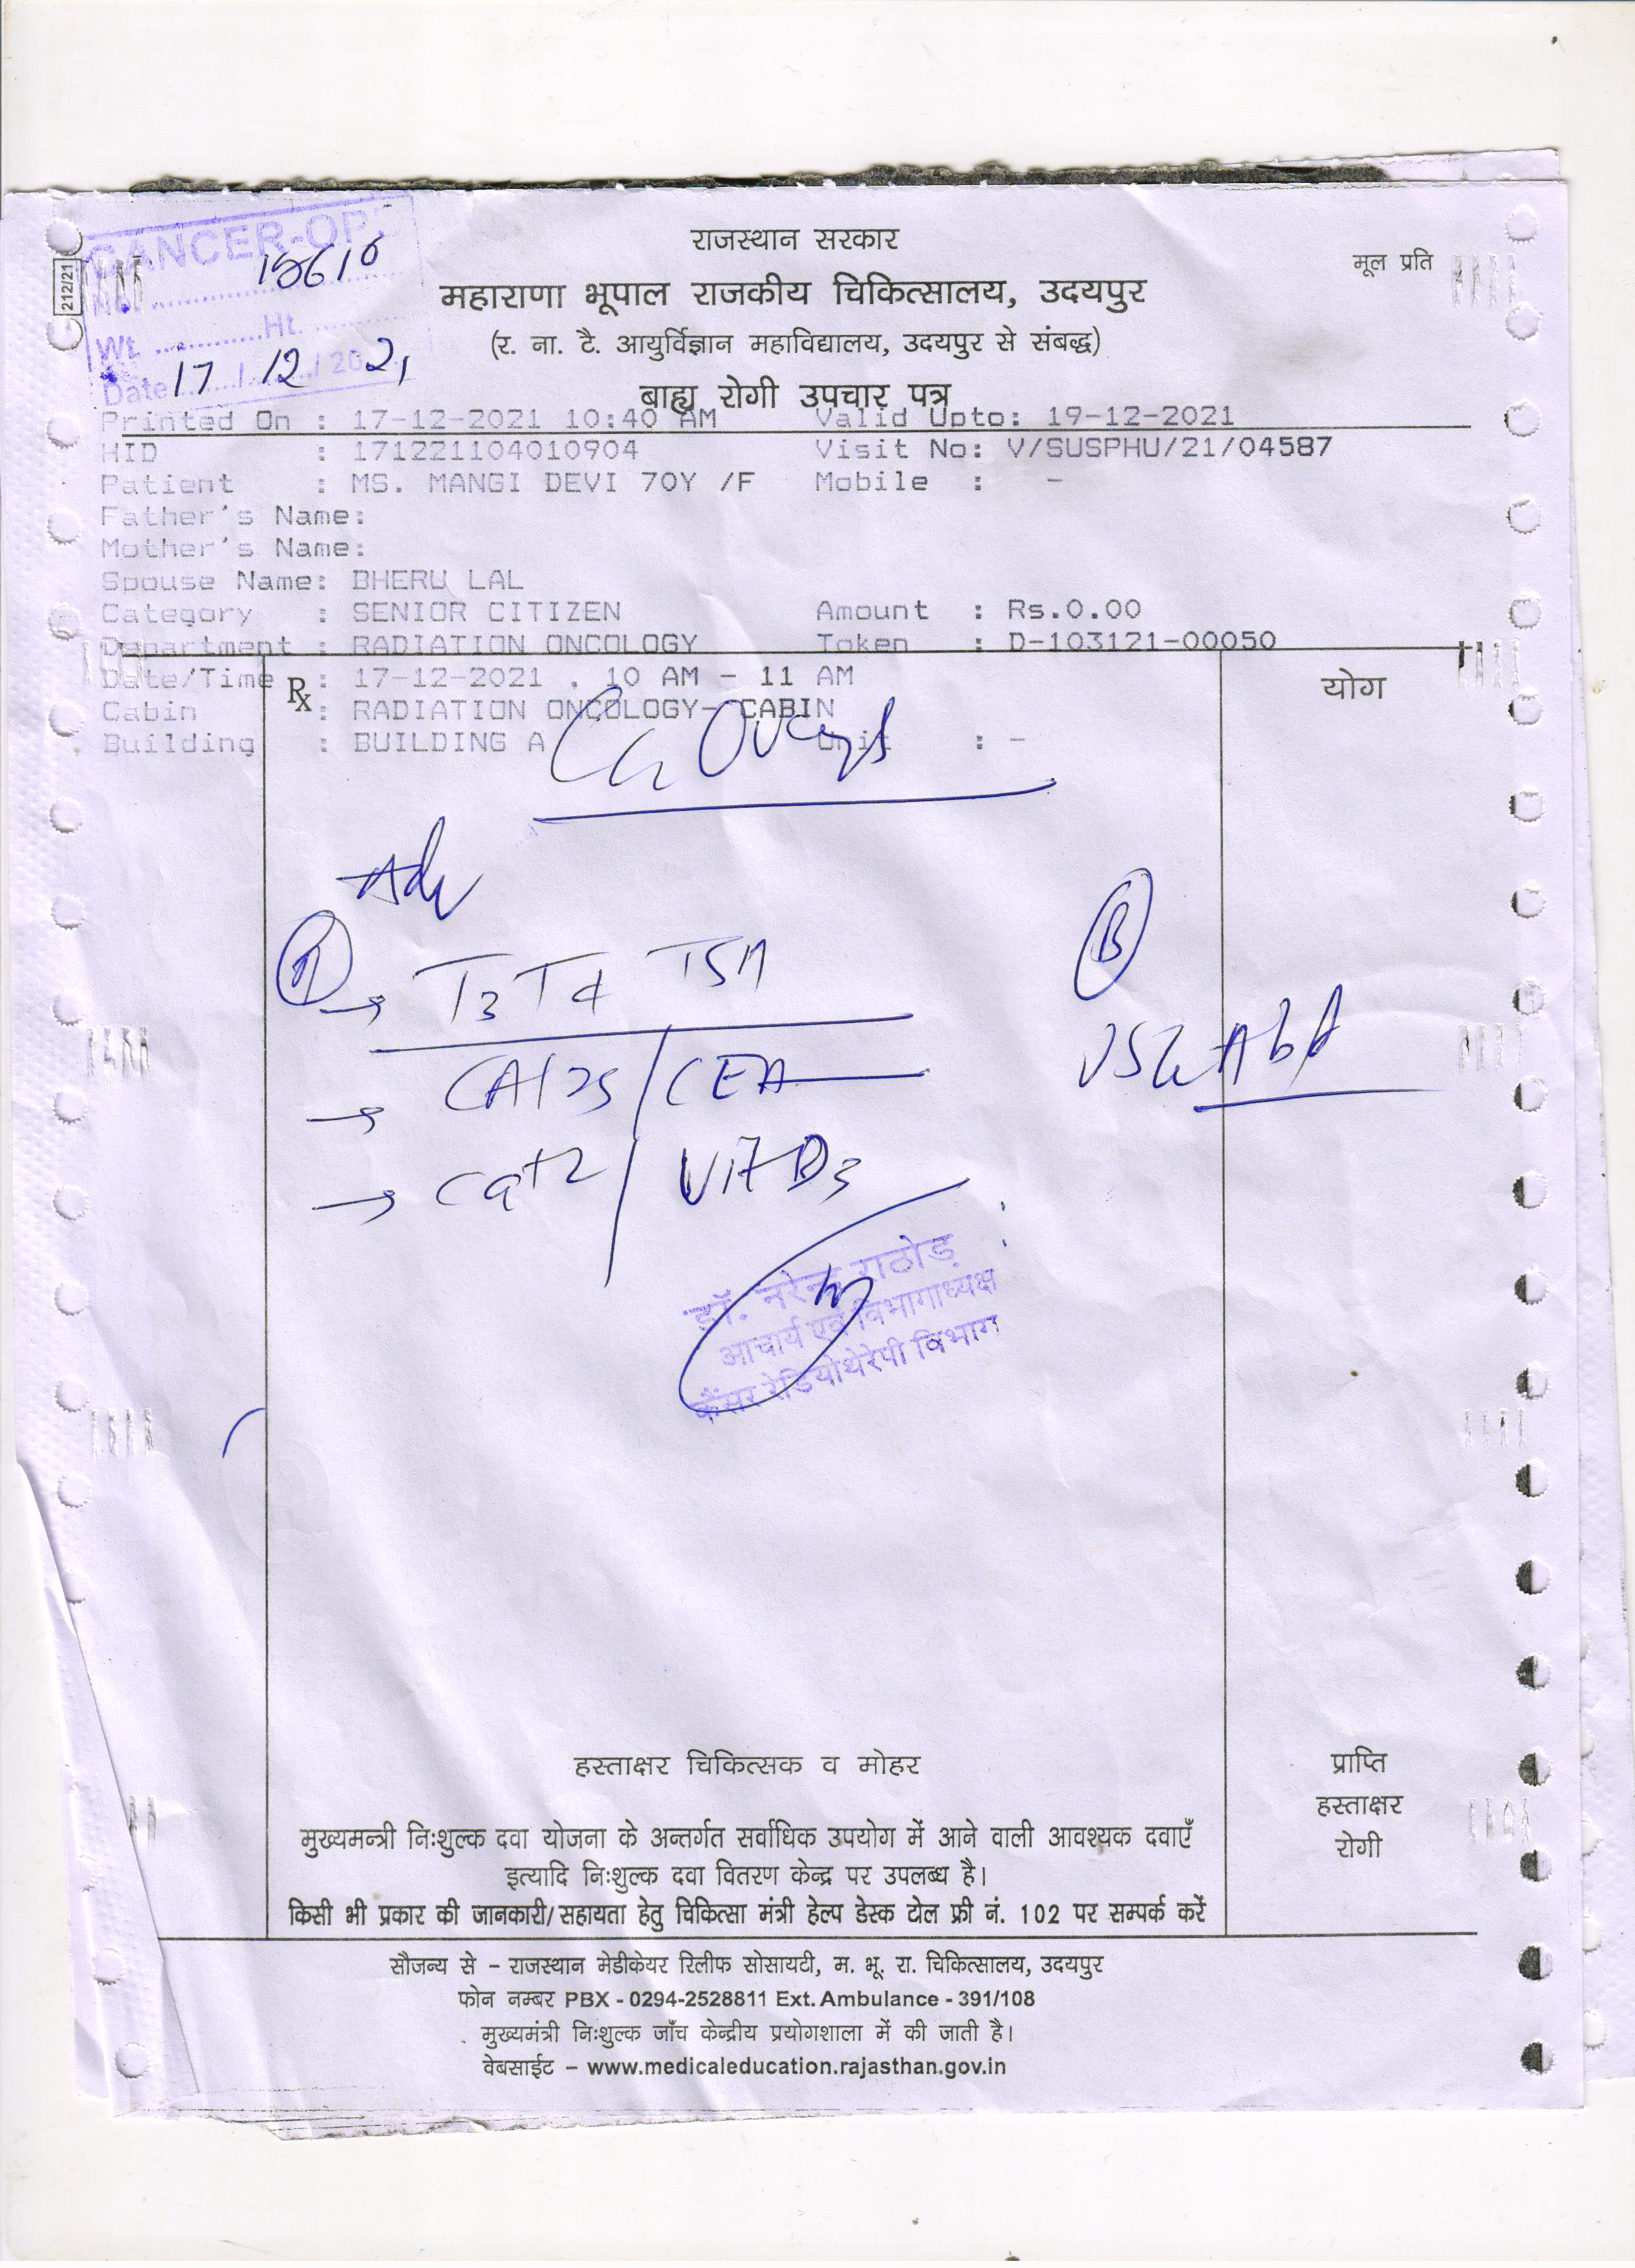 212/21
CANCER-OP
No.
Wt. ............Ht. ............
Date 17 / 12 / 2021
राजस्थान सरकार
मूल प्रति
महाराणा भूपाल राजकीय चिकित्सालय, उदयपुर
(र. ना. टै. आयुर्विज्ञान महाविद्यालय, उदयपुर से संबद्ध)
बाह्य रोगी उपचार पत्र
Printed On : 17-12-2021 10:40 AM Valid Upto: 19-12-2021
HID : 171221104010904 Visit No: V/SUSPHU/21/04587
Patient : MS. MANGI DEVI 70Y /F Mobile : -
Father's Name:
Mother's Name:
Spouse Name: BHERU LAL
Category : SENIOR CITIZEN Amount : Rs.0.00
Department : RADIATION ONCOLOGY Token : D-103121-00050
Date/Time : 17-12-2021 , 10 AM - 11 AM
Rx
योग
Cabin : RADIATION ONCOLOGY- CABIN
Building : BUILDING A Unit : -
Ca
Adv
A B
→ T3 T4 TSH
USG Abd
→ CA125 / CEA
→ Ca+2 / Vit D3
डॉ. नरेन्द्र राठोड़
आचार्य एवं विभागाध्यक्ष
कैंसर रेडियोथेरेपी विभाग
हस्ताक्षर चिकित्सक व मोहर
प्राप्ति
हस्ताक्षर
रोगी
मुख्यमन्त्री निःशुल्क दवा योजना के अन्तर्गत सर्वाधिक उपयोग में आने वाली आवश्यक दवाएँ
इत्यादि निःशुल्क दवा वितरण केन्द्र पर उपलब्ध है।
किसी भी प्रकार की जानकारी/सहायता हेतु चिकित्सा मंत्री हेल्प डेस्क टोल फ्री नं. 102 पर सम्पर्क करें
सौजन्य से - राजस्थान मेडीकेयर रिलीफ सोसायटी, म. भू. रा. चिकित्सालय, उदयपुर
फोन नम्बर PBX - 0294-2528811 Ext. Ambulance - 391/108
मुख्यमंत्री निःशुल्क जाँच केन्द्रीय प्रयोगशाला में की जाती है।
वेबसाईट - www.medicaleducation.rajasthan.gov.in